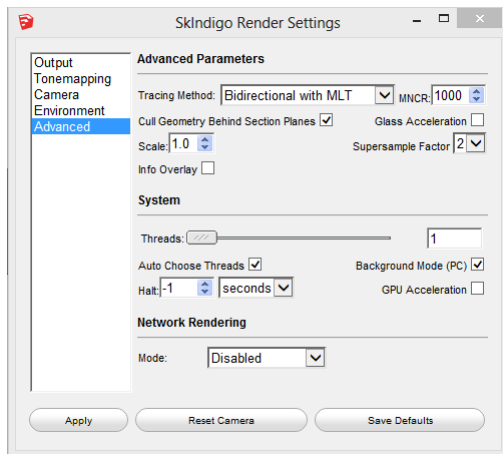 SkIndigo Render Settings
Output
Tonemapping
Camera
Environment
Advanced
Advanced Parameters
Tracing Method: Bidirectional with MLT MNCR: 1000
Cull Geometry Behind Section Planes Glass Acceleration
Scale: 1.0 Supersample Factor 2
Info Overlay
System
Threads: 1
Auto Choose Threads Background Mode (PC)
Halt: -1 seconds GPU Acceleration
Network Rendering
Mode: Disabled
Apply Reset Camera Save Defaults